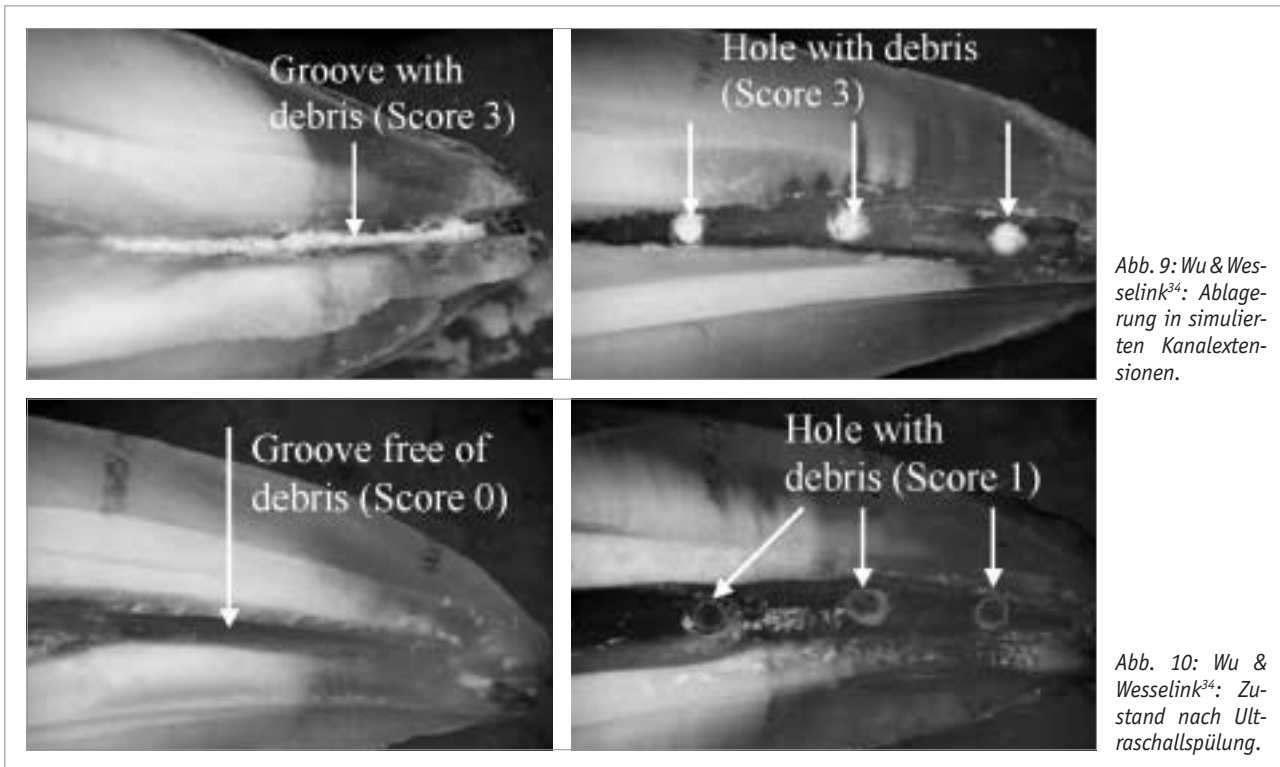 Groove with
debris (Score 3)
Hole with debris
(Score 3)
Abb. 9: Wu & Wes-
selink³⁴: Ablage-
rung in simulier-
ten Kanalexten-
sionen.
Groove free of
debris (Score 0)
Hole with
debris (Score 1)
Abb. 10: Wu &
Wesselink³⁴: Zu-
stand nach Ult-
raschallspülung.